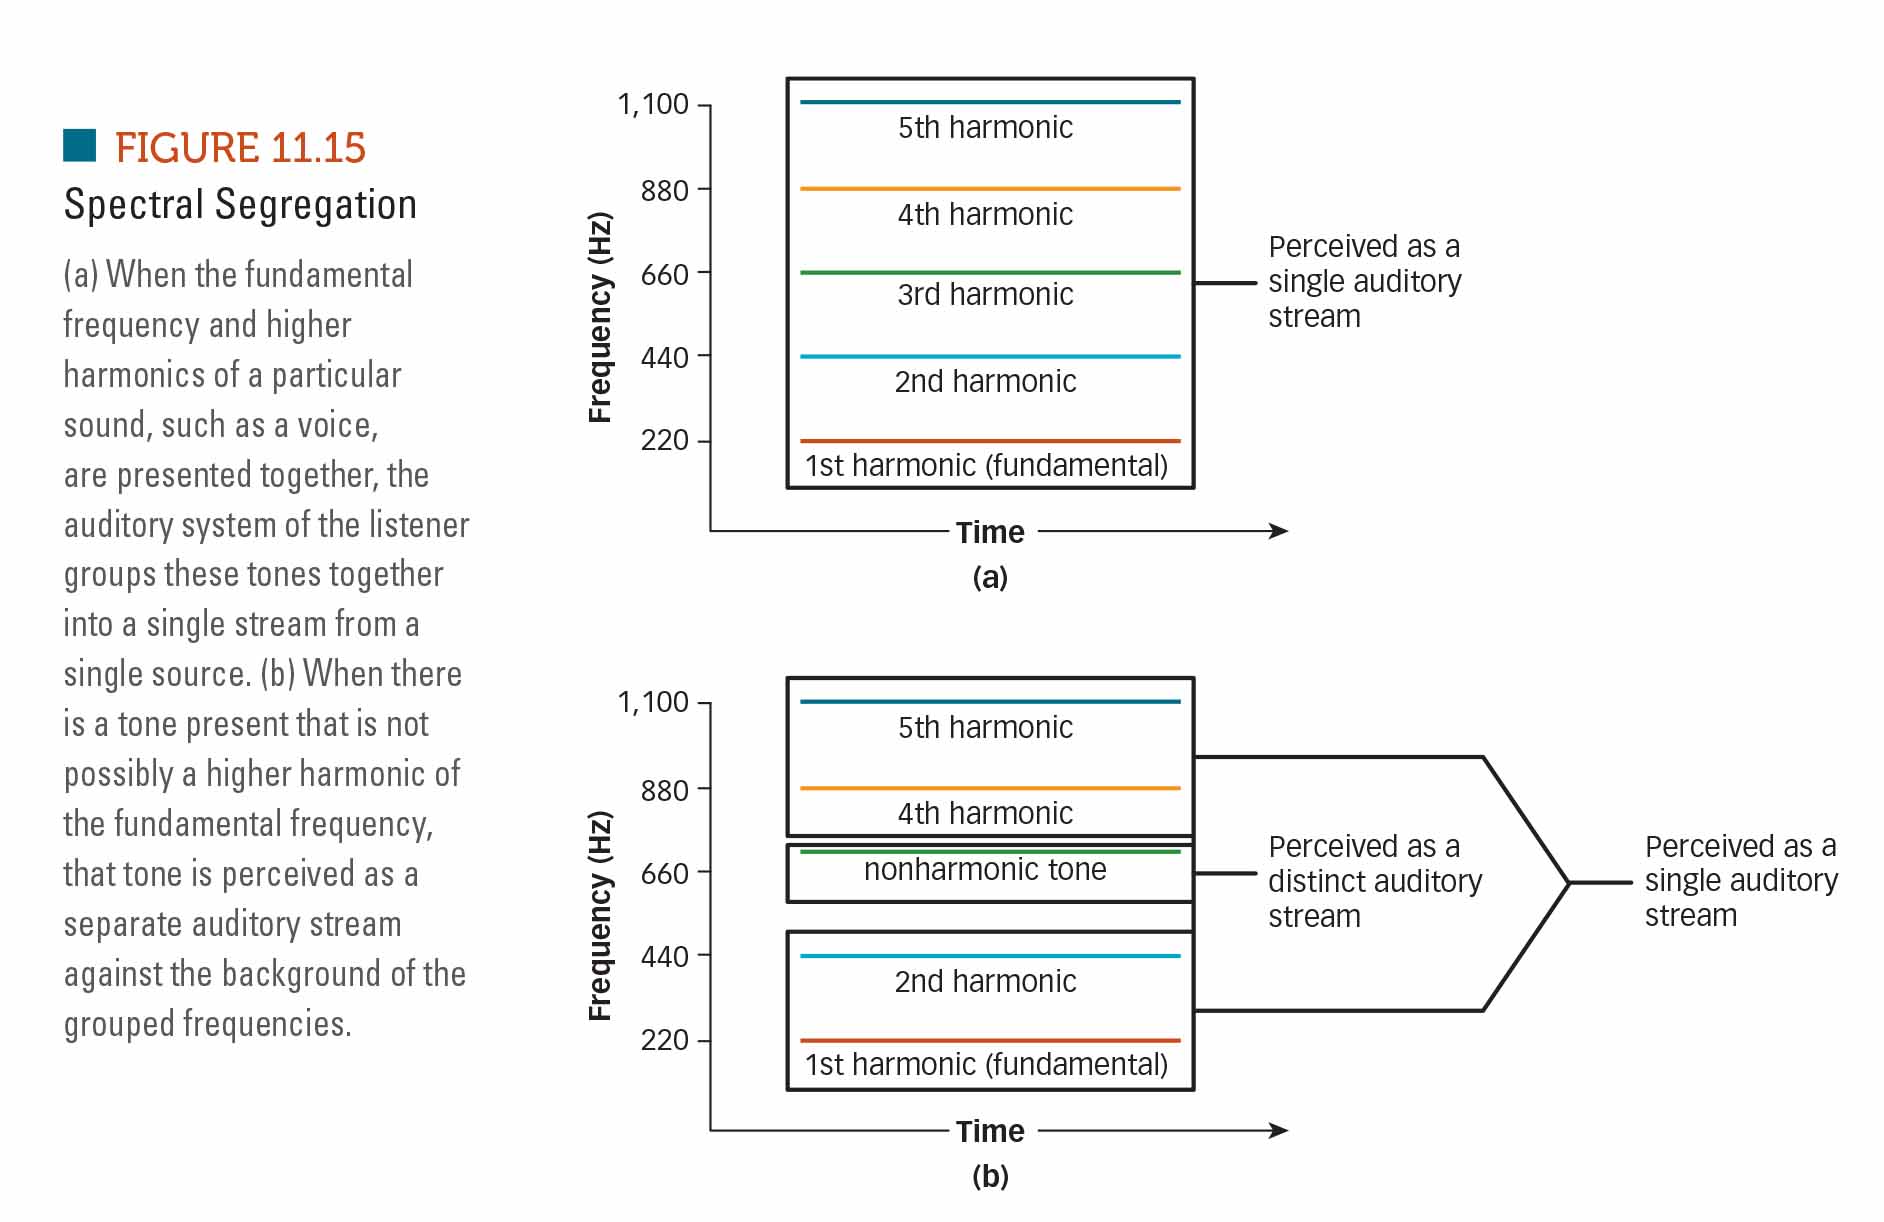 FIGURE 11.15
Spectral Segregation
(a) When the fundamental
frequency and higher
harmonics of a particular
sound, such as a voice,
are presented together, the
auditory system of the listener
groups these tones together
into a single stream from a
single source. (b) When there
is a tone present that is not
possibly a higher harmonic of
the fundamental frequency,
that tone is perceived as a
separate auditory stream
against the background of the
grouped frequencies.
Frequency (Hz)
1,100
880
660
440
220
5th harmonic
4th harmonic
3rd harmonic
2nd harmonic
1st harmonic (fundamental)
Perceived as a
single auditory
stream
Time
(a)
Frequency (Hz)
1,100
880
660
440
220
5th harmonic
4th harmonic
nonharmonic tone
2nd harmonic
1st harmonic (fundamental)
Perceived as a
distinct auditory
stream
Perceived as a
single auditory
stream
Time
(b)